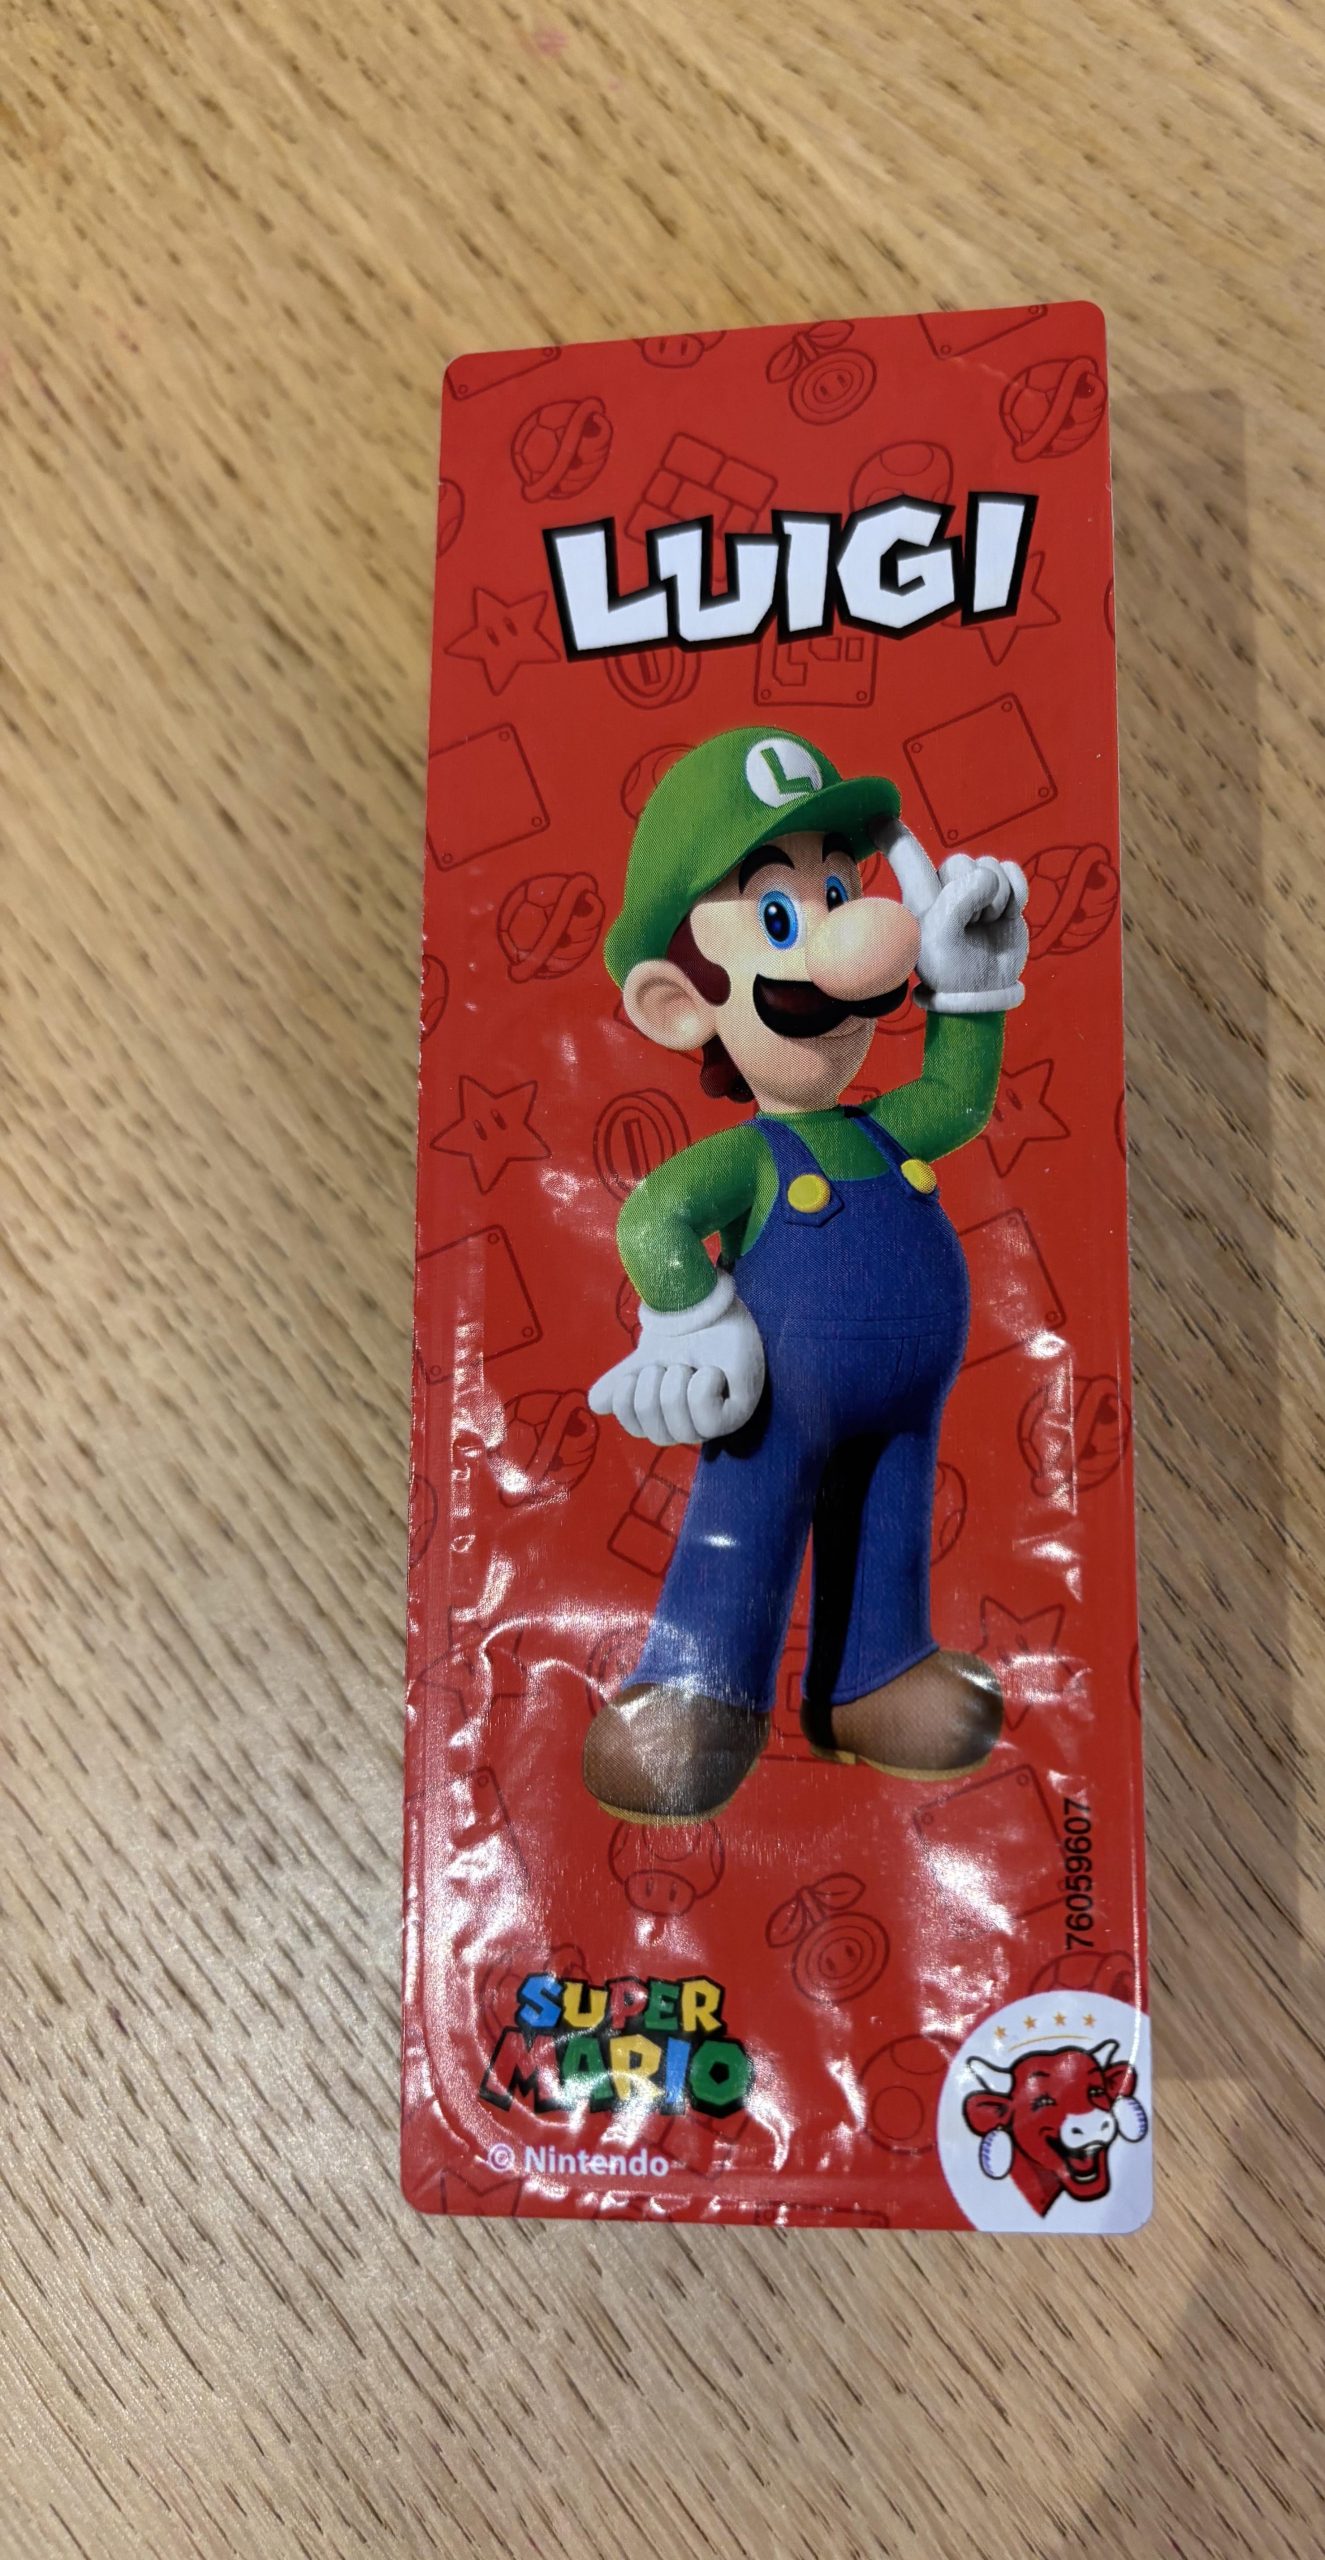 LUIGI
L
76059607
SUPER
MARIO
© Nintendo